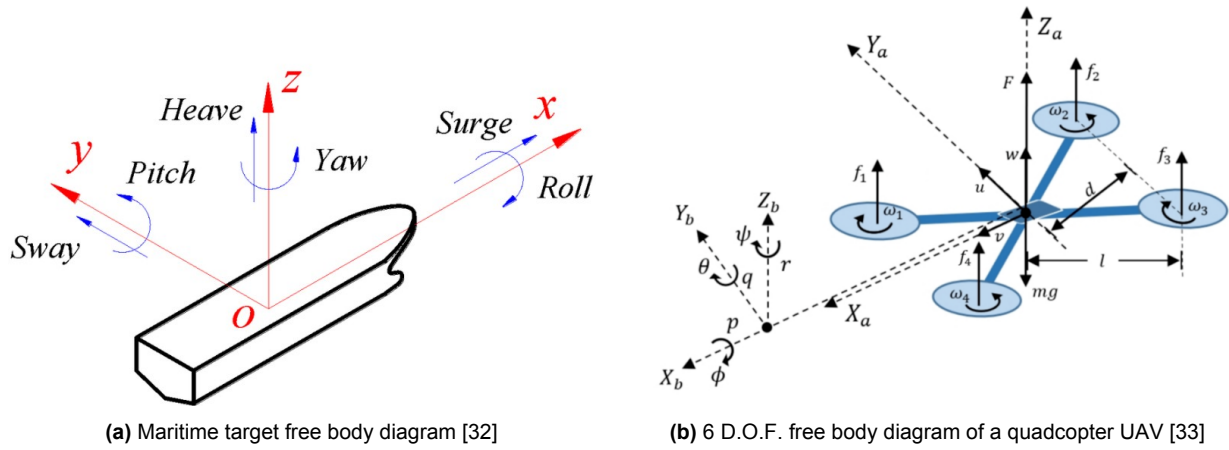 z
Heave
Yaw
x
Surge
Roll
y
Pitch
Sway
O
Z_a
Y_a
F
f_2
ω_2
w
f_1
ω_1
u
d
f_3
ω_3
v
Z_b
Y_b
ψ
r
θ
q
f_4
ω_4
l
mg
X_a
p
X_b
ϕ
(a) Maritime target free body diagram [32]
(b) 6 D.O.F. free body diagram of a quadcopter UAV [33]